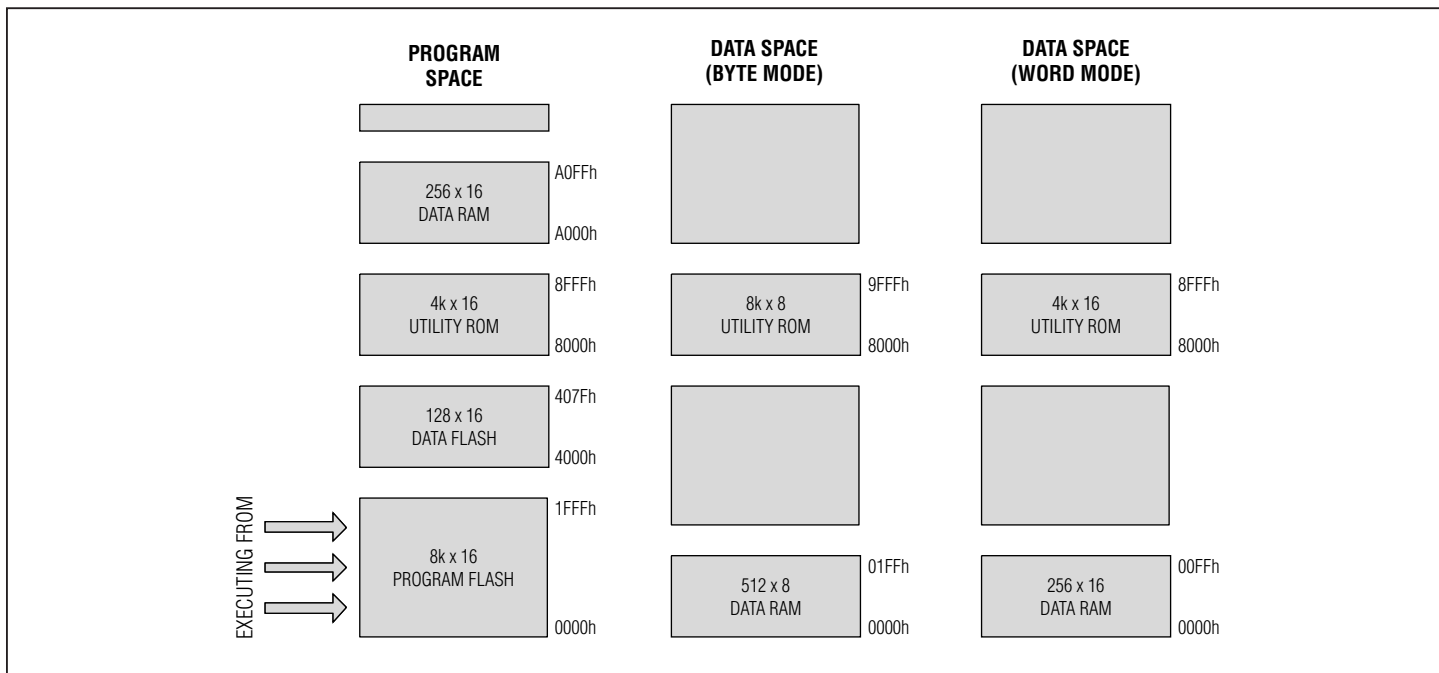 PROGRAM
SPACE
A0FFh
256 x 16
DATA RAM
A000h
8FFFh
4k x 16
UTILITY ROM
8000h
407Fh
128 x 16
DATA FLASH
4000h
1FFFh
8k x 16
PROGRAM FLASH
0000h
EXECUTING FROM
DATA SPACE
(BYTE MODE)
9FFFh
8k x 8
UTILITY ROM
8000h
01FFh
512 x 8
DATA RAM
0000h
DATA SPACE
(WORD MODE)
8FFFh
4k x 16
UTILITY ROM
8000h
00FFh
256 x 16
DATA RAM
0000h